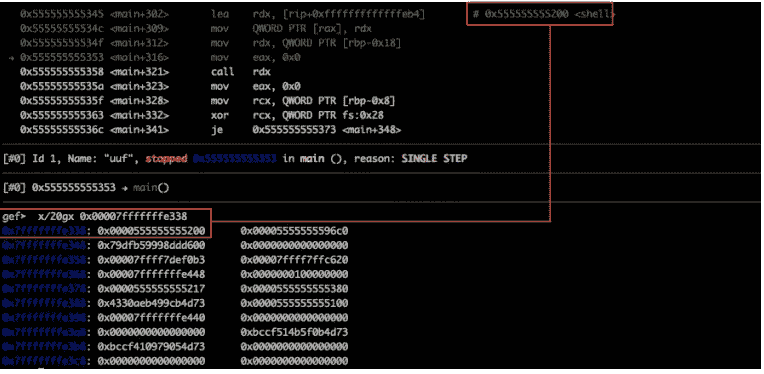 0x555555555345 <main+302> lea rdx, [rip+0xfffffffffffffeb4] # 0x555555555200 <shell>
0x55555555534c <main+309> mov QWORD PTR [rax], rdx
0x55555555534f <main+312> mov rdx, QWORD PTR [rbp-0x18]
→ 0x555555555353 <main+316> mov eax, 0x0
0x555555555358 <main+321> call rdx
0x55555555535a <main+323> mov eax, 0x0
0x55555555535f <main+328> mov rcx, QWORD PTR [rbp-0x8]
0x555555555363 <main+332> xor rcx, QWORD PTR fs:0x28
0x55555555536c <main+341> je 0x555555555373 <main+348>
[#0] Id 1, Name: "uuf", stopped 0x555555555353 in main (), reason: SINGLE STEP
[#0] 0x555555555353 → main()
gef➤ x/20gx 0x00007fffffffe338
0x7fffffffe338: 0x0000555555555200 0x00005555555596c0
0x7fffffffe348: 0x79dfb59998ddd600 0x0000000000000000
0x7fffffffe358: 0x00007ffff7def0b3 0x00007ffff7ffc620
0x7fffffffe368: 0x00007fffffffe448 0x0000000100000000
0x7fffffffe378: 0x0000555555555217 0x0000555555555380
0x7fffffffe388: 0x4330aeb499cb4d73 0x0000555555555100
0x7fffffffe398: 0x00007fffffffe440 0x0000000000000000
0x7fffffffe3a8: 0x0000000000000000 0xbccf514b5f0b4d73
0x7fffffffe3b8: 0xbccf410979054d73 0x0000000000000000
0x7fffffffe3c8: 0x0000000000000000 0x0000000000000000